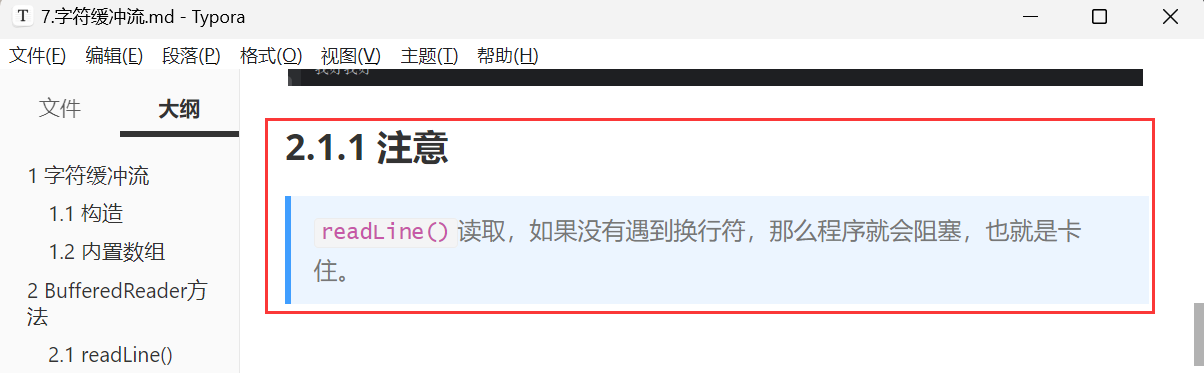 7.字符缓冲流.md - Typora
文件(F) 编辑(E) 段落(P) 格式(O) 视图(V) 主题(T) 帮助(H)
文件 大纲
1 字符缓冲流
1.1 构造
1.2 内置数组
2 BufferedReader方
法
2.1 readLine()
2.1.1 注意
readLine()读取，如果没有遇到换行符，那么程序就会阻塞，也就是卡
住。